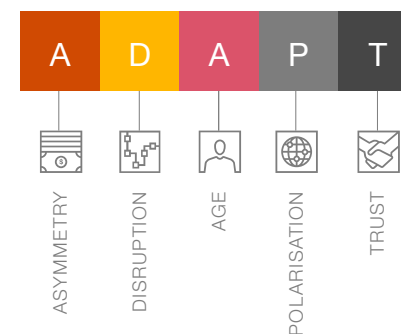 A D A P T
ASYMMETRY
DISRUPTION
AGE
POLARISATION
TRUST